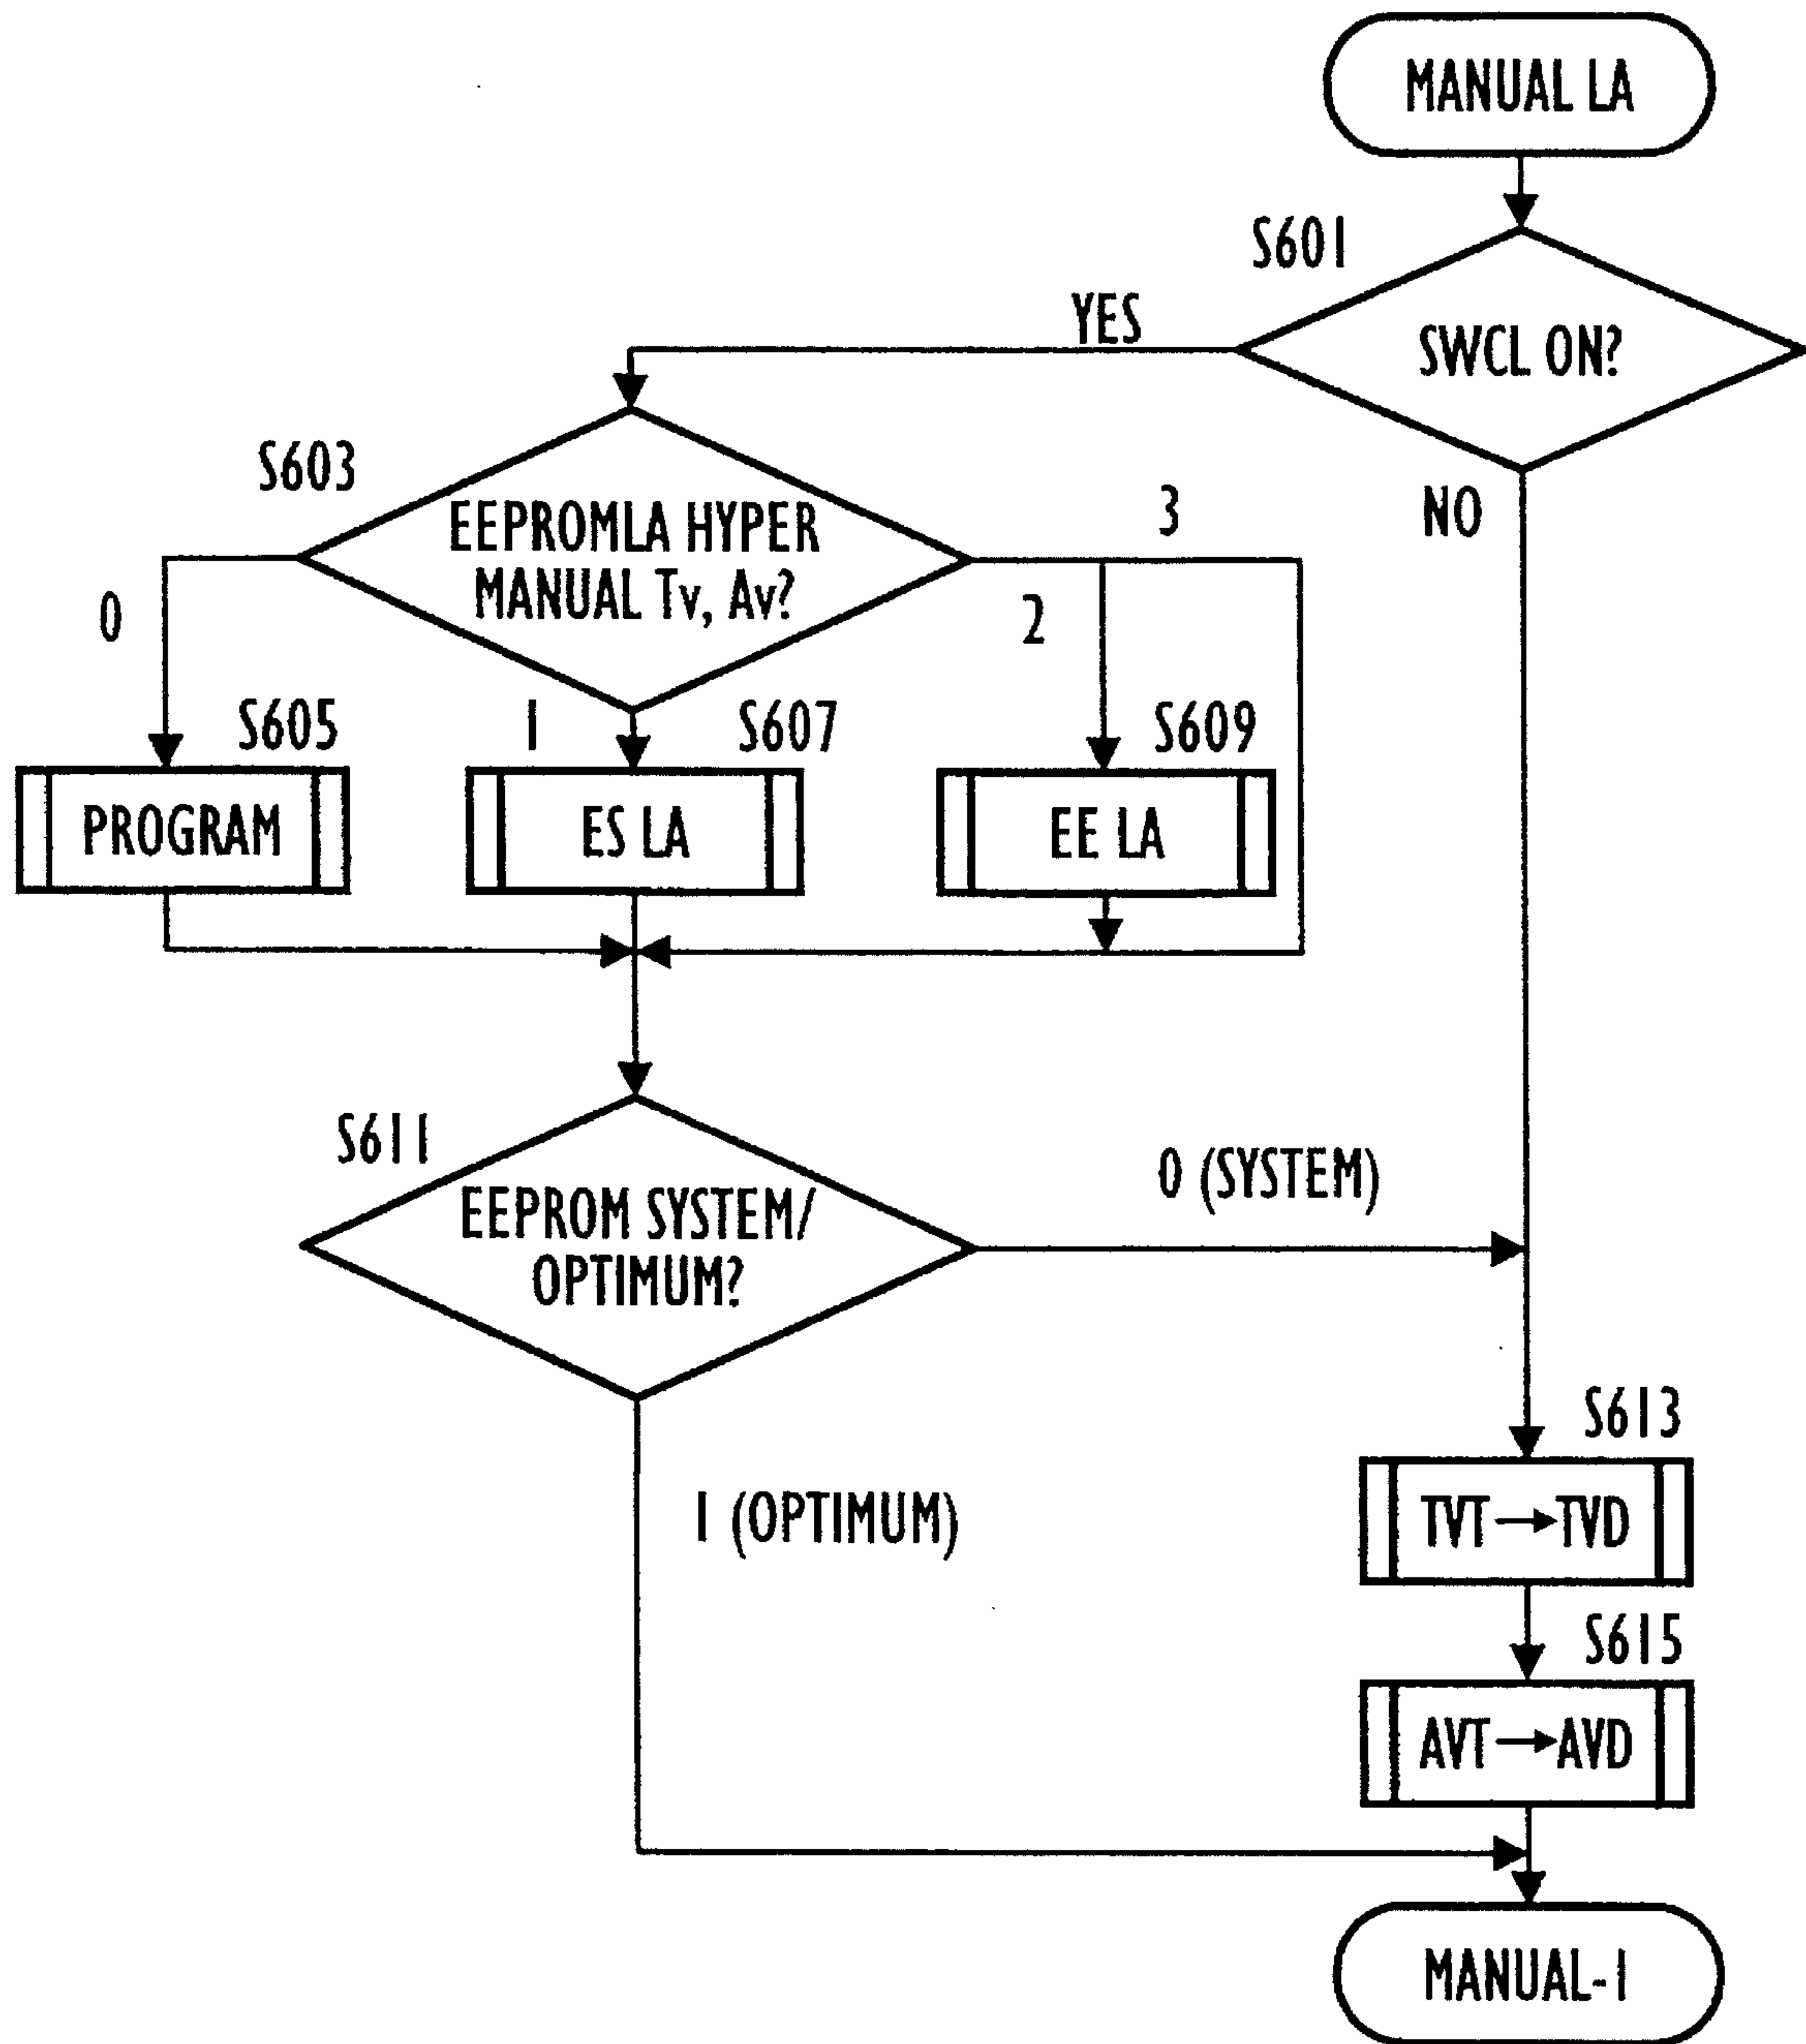 MANUAL LA
S601
YES
SWCL ON?
S603
EEPROMLA HYPER
MANUAL Tv, Av?
3
NO
0
2
S605
1
S607
S609
PROGRAM
ES LA
EE LA
S611
EEPROM SYSTEM/
OPTIMUM?
0 (SYSTEM)
S613
1 (OPTIMUM)
TVT→TVD
S615
AVT→AVD
MANUAL-1